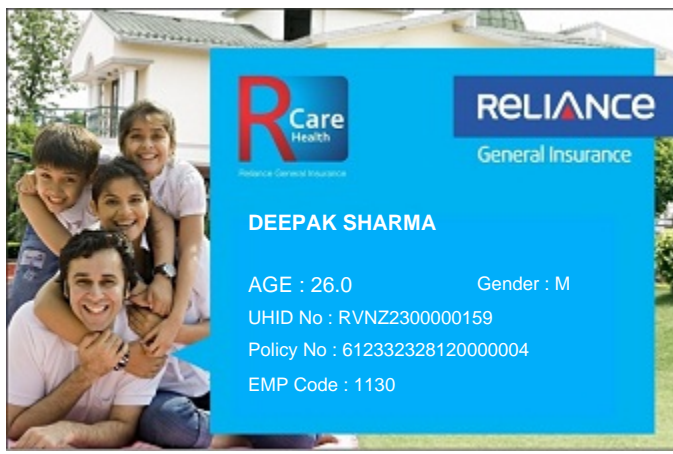 RCare
Health
Reliance General Insurance
RELIANCE
General Insurance
DEEPAK SHARMA
AGE : 26.0 Gender : M
UHID No : RVNZ2300000159
Policy No : 612332328120000004
EMP Code : 1130